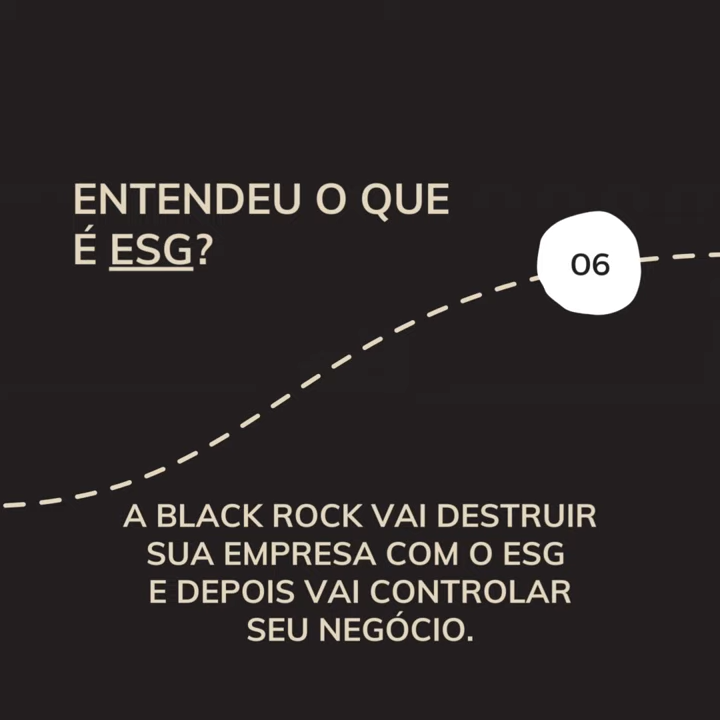 ENTENDEU O QUE
É ESG?
06
A BLACK ROCK VAI DESTRUIR
SUA EMPRESA COM O ESG
E DEPOIS VAI CONTROLAR
SEU NEGÓCIO.